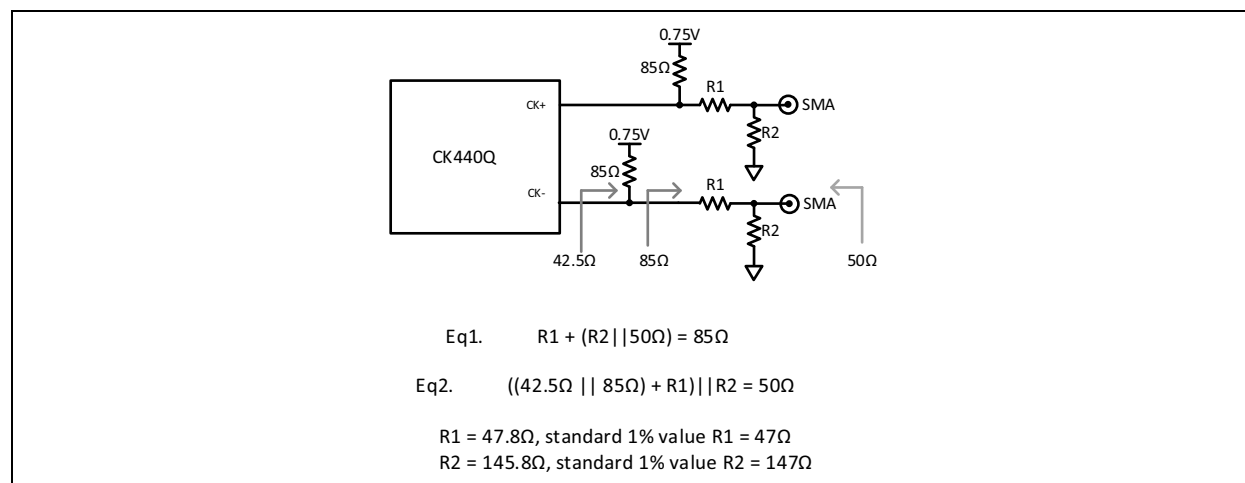 0.75V
85Ω
R1
CK+
SMA
R2
0.75V
CK440Q
85Ω
R1
CK-
SMA
R2
42.5Ω
85Ω
50Ω
Eq1. R1 + (R2||50Ω) = 85Ω
Eq2. ((42.5Ω || 85Ω) + R1)||R2 = 50Ω
R1 = 47.8Ω, standard 1% value R1 = 47Ω
R2 = 145.8Ω, standard 1% value R2 = 147Ω